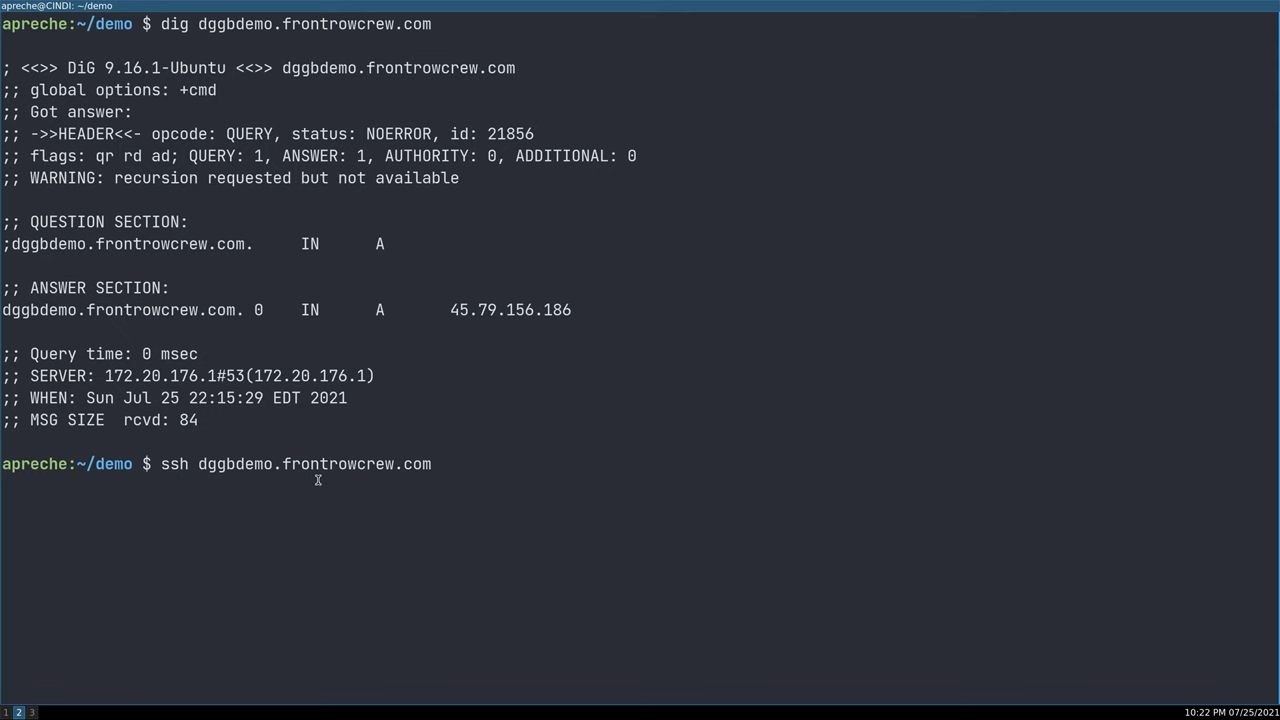 apreche@CINDI: ~/demo
apreche:~/demo $ dig dggbdemo.frontrowcrew.com
; <<>> DiG 9.16.1-Ubuntu <<>> dggbdemo.frontrowcrew.com
;; global options: +cmd
;; Got answer:
;; ->>HEADER<<- opcode: QUERY, status: NOERROR, id: 21856
;; flags: qr rd ad; QUERY: 1, ANSWER: 1, AUTHORITY: 0, ADDITIONAL: 0
;; WARNING: recursion requested but not available
;; QUESTION SECTION:
;dggbdemo.frontrowcrew.com. IN A
;; ANSWER SECTION:
dggbdemo.frontrowcrew.com. 0 IN A 45.79.156.186
;; Query time: 0 msec
;; SERVER: 172.20.176.1#53(172.20.176.1)
;; WHEN: Sun Jul 25 22:15:29 EDT 2021
;; MSG SIZE rcvd: 84
apreche:~/demo $ ssh dggbdemo.frontrowcrew.com
1 2 3 10:22 PM 07/25/2021